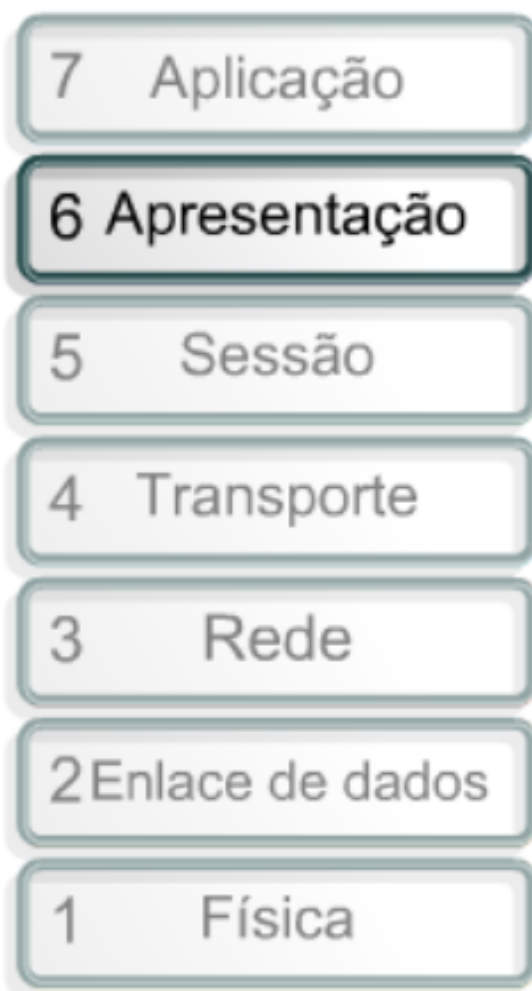 7 Aplicação
6 Apresentação
5 Sessão
4 Transporte
3 Rede
2 Enlace de dados
1 Física